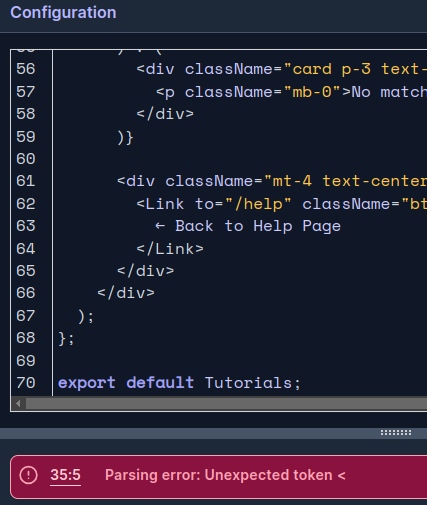 Configuration
56 <div className="card p-3 text-
57 <p className="mb-0">No match
58 </div>
59 )}
60
61 <div className="mt-4 text-center
62 <Link to="/help" className="bt
63 ← Back to Help Page
64 </Link>
65 </div>
66 </div>
67 );
68 };
69
70 export default Tutorials;
35:5 Parsing error: Unexpected token <